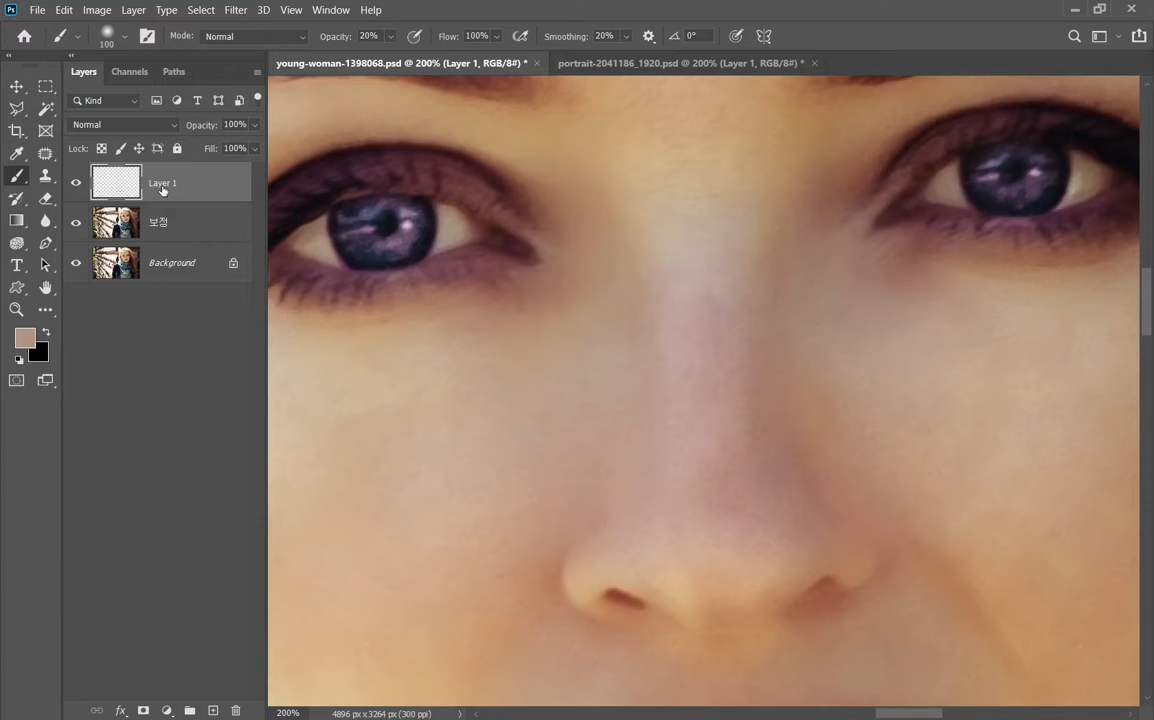 Ps File Edit Image Layer Type Select Filter 3D View Window Help
100 Mode: Normal Opacity: 20% Flow: 100% Smoothing: 20% 0°
young-woman-1398068.psd @ 200% (Layer 1, RGB/8#) * portrait-2041186_1920.psd @ 200% (Layer 1, RGB/8#) *
Layers Channels Paths
Kind
Normal Opacity: 100%
Lock: Fill: 100%
Layer 1
보정
Background
fx
200% 4896 px x 3264 px (300 ppi)